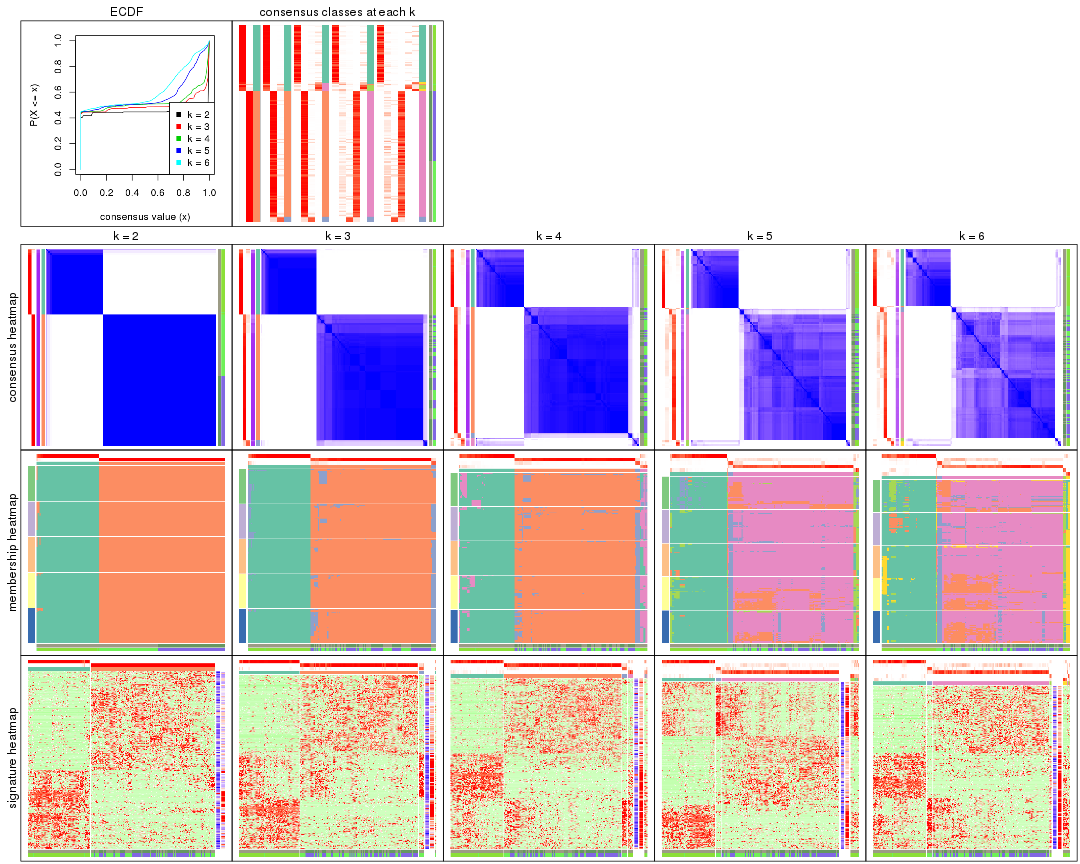 ECDF
consensus classes at each k
P(X <= x)
0.0
0.2
0.4
0.6
0.8
1.0
k = 2
k = 3
k = 4
k = 5
k = 6
0.0 0.2 0.4 0.6 0.8 1.0
consensus value (x)
k = 2
k = 3
k = 4
k = 5
k = 6
consensus heatmap
membership heatmap
signature heatmap